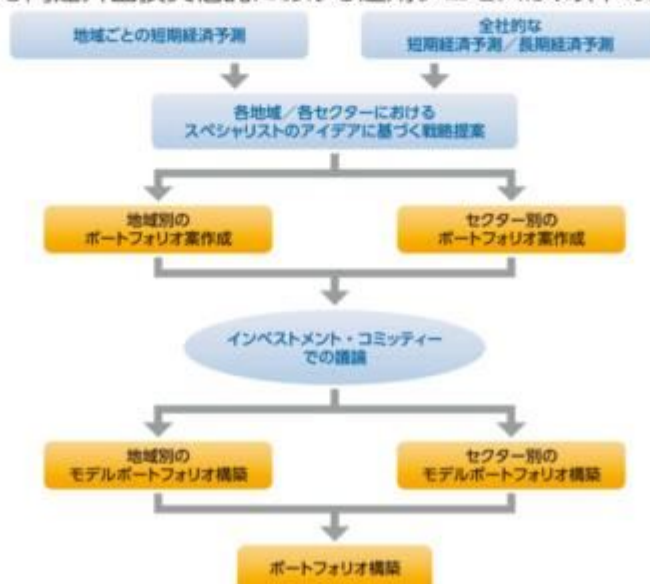 地域ごとの短期経済予測
全社的な
短期経済予測／長期経済予測
各地域／各セクターにおける
スペシャリストのアイデアに基づく戦略提案
地域別の
ポートフォリオ案作成
セクター別の
ポートフォリオ案作成
インベストメント・コミッティー
での議論
地域別の
モデルポートフォリオ構築
セクター別の
モデルポートフォリオ構築
ポートフォリオ構築